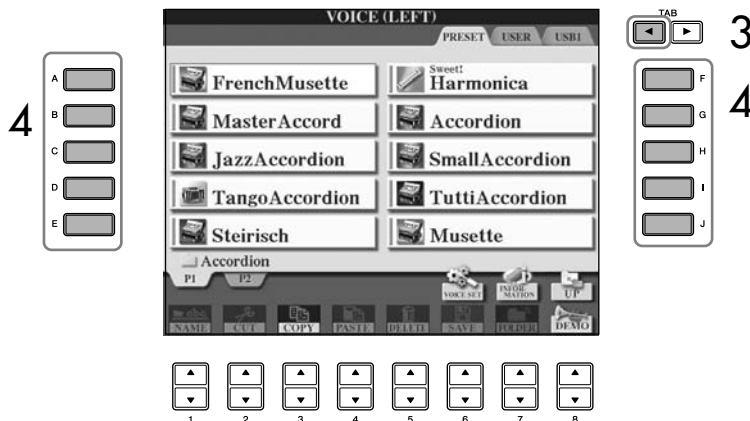 VOICE (LEFT)
TAB
3
PRESET USER USB1
4
A
B
C
D
E
FrenchMusette
MasterAccord
JazzAccordion
TangoAccordion
Steirisch
Sweet!
Harmonica
Accordion
SmallAccordion
TuttiAccordion
Musette
F
G
H
I
J
4
Accordion
P1 P2
VOICE SET INFOR-MATION UP
NAME CUT COPY PASTE DELETE SAVE FOLDER DEMO
1 2 3 4 5 6 7 8